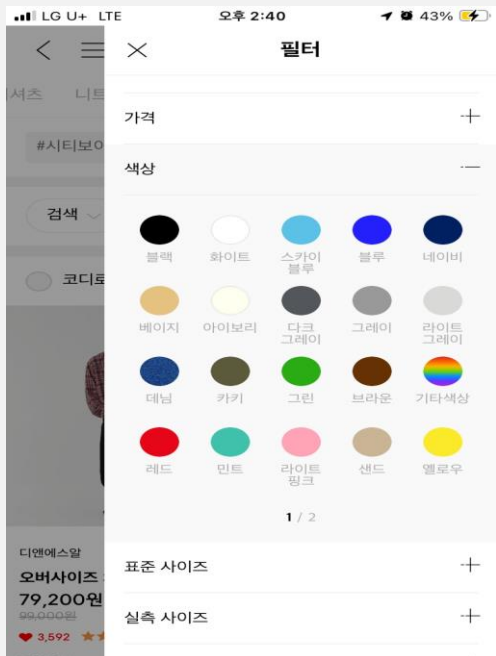 LG U+ LTE 오후 2:40 43%
필터
셔츠 니트
#시티보이
검색
코디로
가격
색상
블랙 화이트 스카이 블루 블루 네이비
베이지 아이보리 다크 그레이 그레이 라이트 그레이
데님 카키 그린 브라운 기타색상
레드 민트 라이트 핑크 샌드 옐로우
1 / 2
표준 사이즈
실측 사이즈
디앤에스알
오버사이즈
79,200원
99,000원
3,592